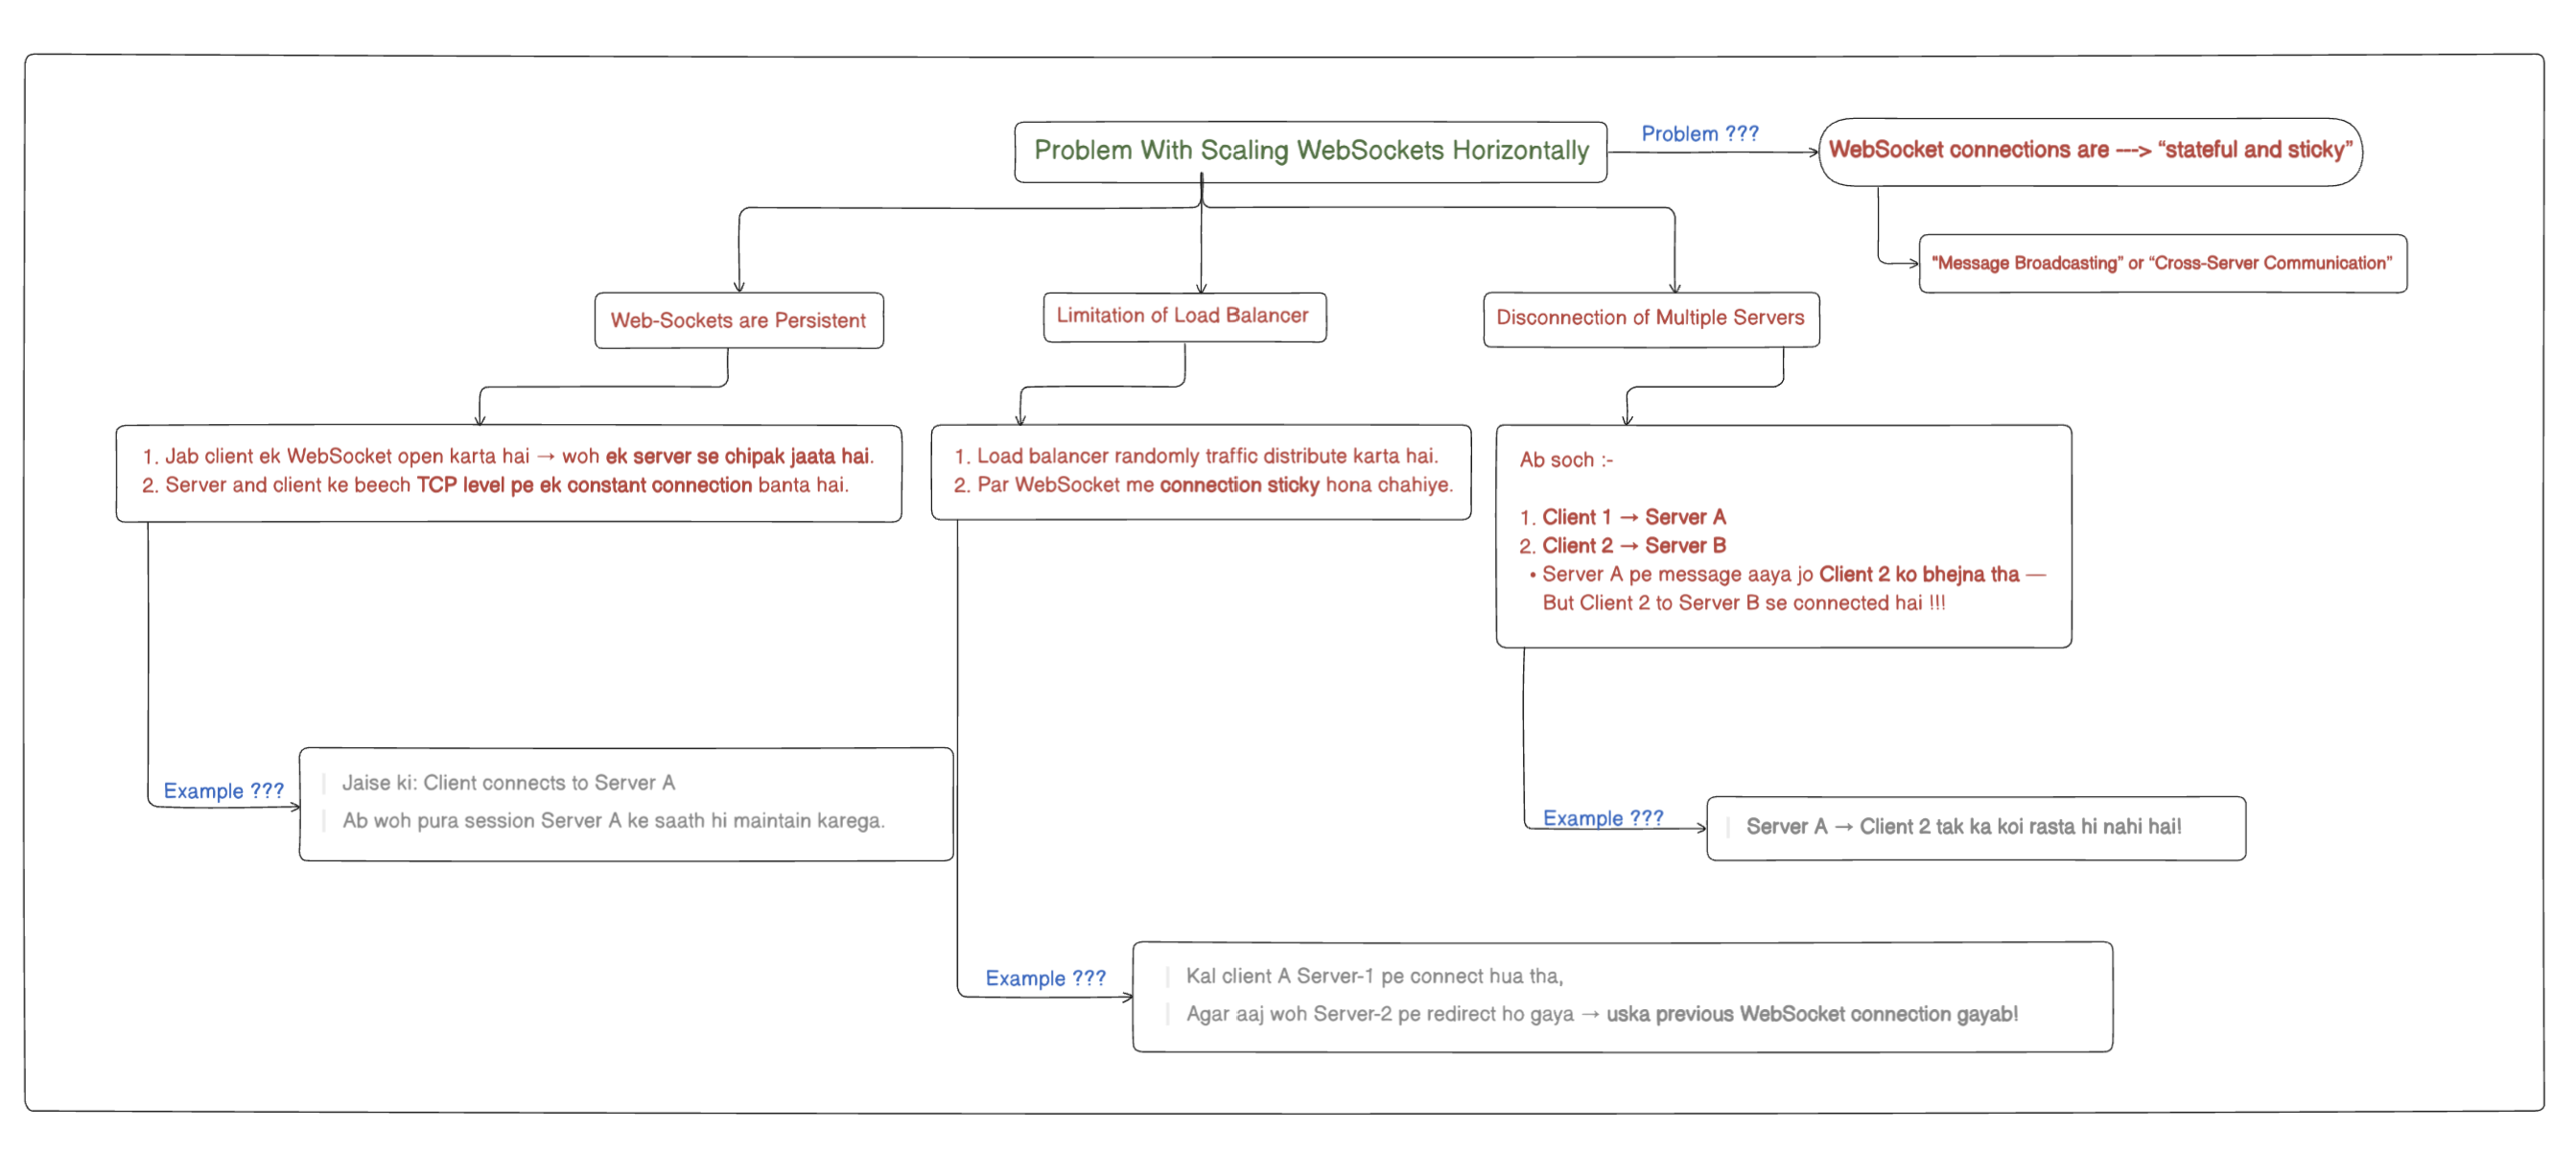 Problem With Scaling WebSockets Horizontally
Problem ???
WebSocket connections are ---> “stateful and sticky”
“Message Broadcasting” or “Cross-Server Communication”
Web-Sockets are Persistent
Limitation of Load Balancer
Disconnection of Multiple Servers
1. Jab client ek WebSocket open karta hai → woh ek server se chipak jaata hai.
2. Server and client ke beech TCP level pe ek constant connection banta hai.
1. Load balancer randomly traffic distribute karta hai.
2. Par WebSocket me connection sticky hona chahiye.
Ab soch :-
1. Client 1 → Server A
2. Client 2 → Server B
• Server A pe message aaya jo Client 2 ko bhejna tha —
But Client 2 to Server B se connected hai !!!
Example ???
Jaise ki: Client connects to Server A
Ab woh pura session Server A ke saath hi maintain karega.
Example ???
Server A → Client 2 tak ka koi rasta hi nahi hai!
Example ???
Kal client A Server-1 pe connect hua tha,
Agar aaj woh Server-2 pe redirect ho gaya → uska previous WebSocket connection gayab!